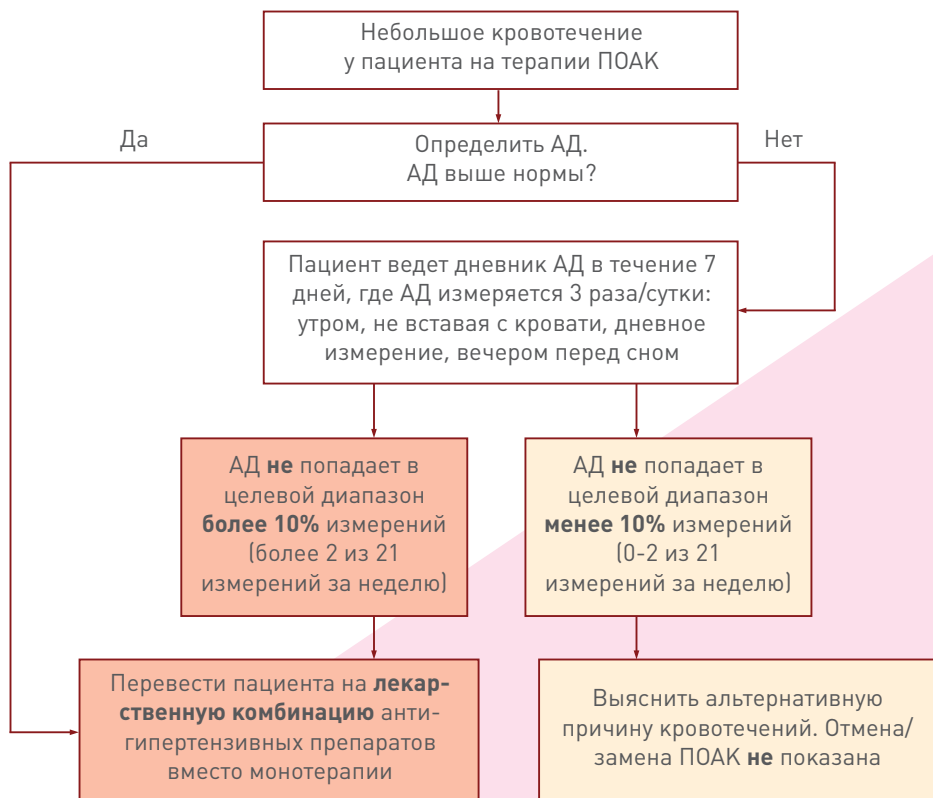 Небольшое кровотечение
у пациента на терапии ПОАК
Да
Определить АД.
АД выше нормы?
Нет
Пациент ведет дневник АД в течение 7
дней, где АД измеряется 3 раза/сутки:
утром, не вставая с кровати, дневное
измерение, вечером перед сном
АД не попадает в
целевой диапазон
более 10% измерений
(более 2 из 21
измерений за неделю)
АД не попадает в
целевой диапазон
менее 10% измерений
(0-2 из 21
измерений за неделю)
Перевести пациента на лекар-
ственную комбинацию анти-
гипертензивных препаратов
вместо монотерапии
Выяснить альтернативную
причину кровотечений. Отмена/
замена ПОАК не показана